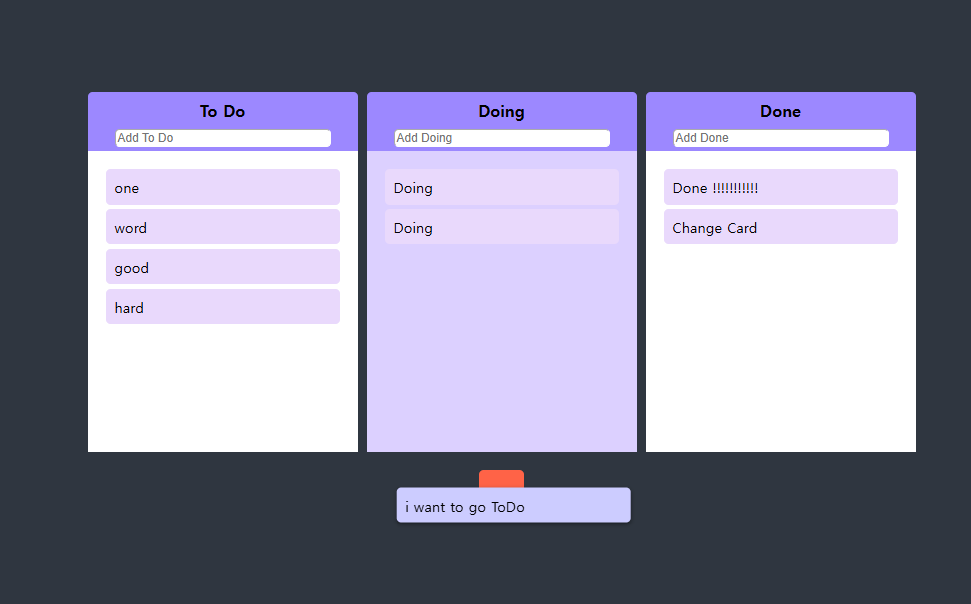 To Do
Add To Do
one
word
good
hard
Doing
Add Doing
Doing
Doing
Done
Add Done
Done !!!!!!!!!!!
Change Card
i want to go ToDo